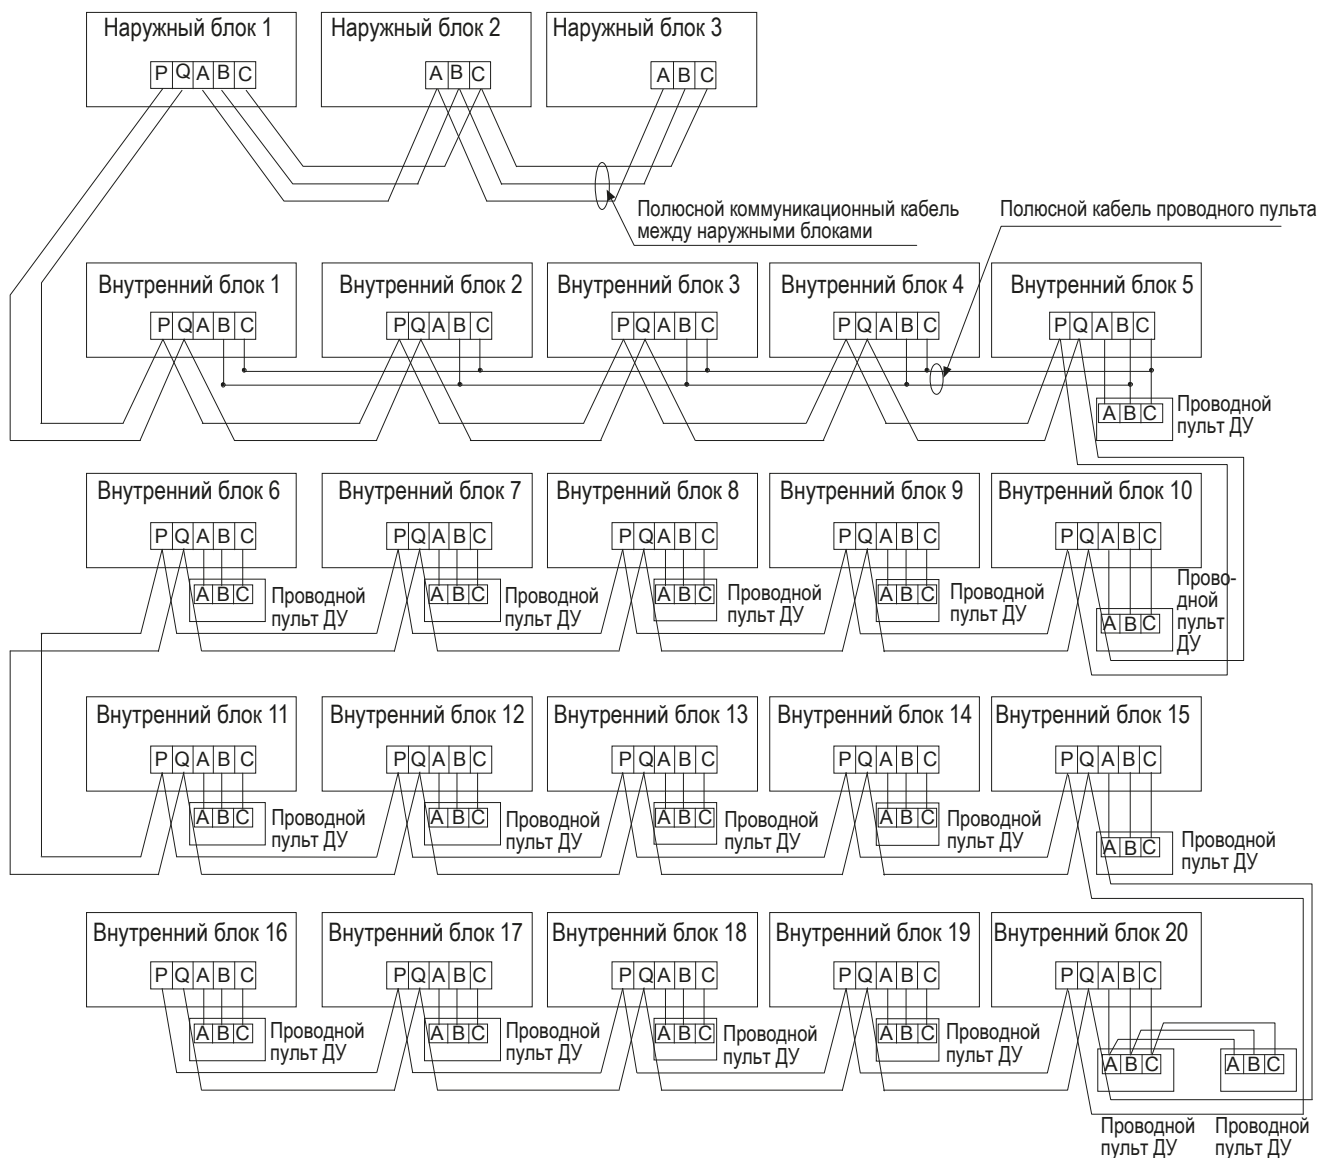 Наружный блок 1
Наружный блок 2
Наружный блок 3
P Q A B C
A B C
A B C
Полюсной коммуникационный кабель
между наружными блоками
Полюсной кабель проводного пульта
Внутренний блок 1
Внутренний блок 2
Внутренний блок 3
Внутренний блок 4
Внутренний блок 5
P Q A B C
P Q A B C
P Q A B C
P Q A B C
P Q A B C
A B C
Проводной
пульт ДУ
Внутренний блок 6
Внутренний блок 7
Внутренний блок 8
Внутренний блок 9
Внутренний блок 10
P Q A B C
P Q A B C
P Q A B C
P Q A B C
P Q A B C
A B C
Проводной
пульт ДУ
A B C
Проводной
пульт ДУ
A B C
Проводной
пульт ДУ
A B C
Проводной
пульт ДУ
A B C
Прово-
дной
пульт
ДУ
Внутренний блок 11
Внутренний блок 12
Внутренний блок 13
Внутренний блок 14
Внутренний блок 15
P Q A B C
P Q A B C
P Q A B C
P Q A B C
P Q A B C
A B C
Проводной
пульт ДУ
A B C
Проводной
пульт ДУ
A B C
Проводной
пульт ДУ
A B C
Проводной
пульт ДУ
A B C
Проводной
пульт ДУ
Внутренний блок 16
Внутренний блок 17
Внутренний блок 18
Внутренний блок 19
Внутренний блок 20
P Q A B C
P Q A B C
P Q A B C
P Q A B C
P Q A B C
A B C
Проводной
пульт ДУ
A B C
Проводной
пульт ДУ
A B C
Проводной
пульт ДУ
A B C
Проводной
пульт ДУ
A B C
A B C
Проводной
пульт ДУ
Проводной
пульт ДУ